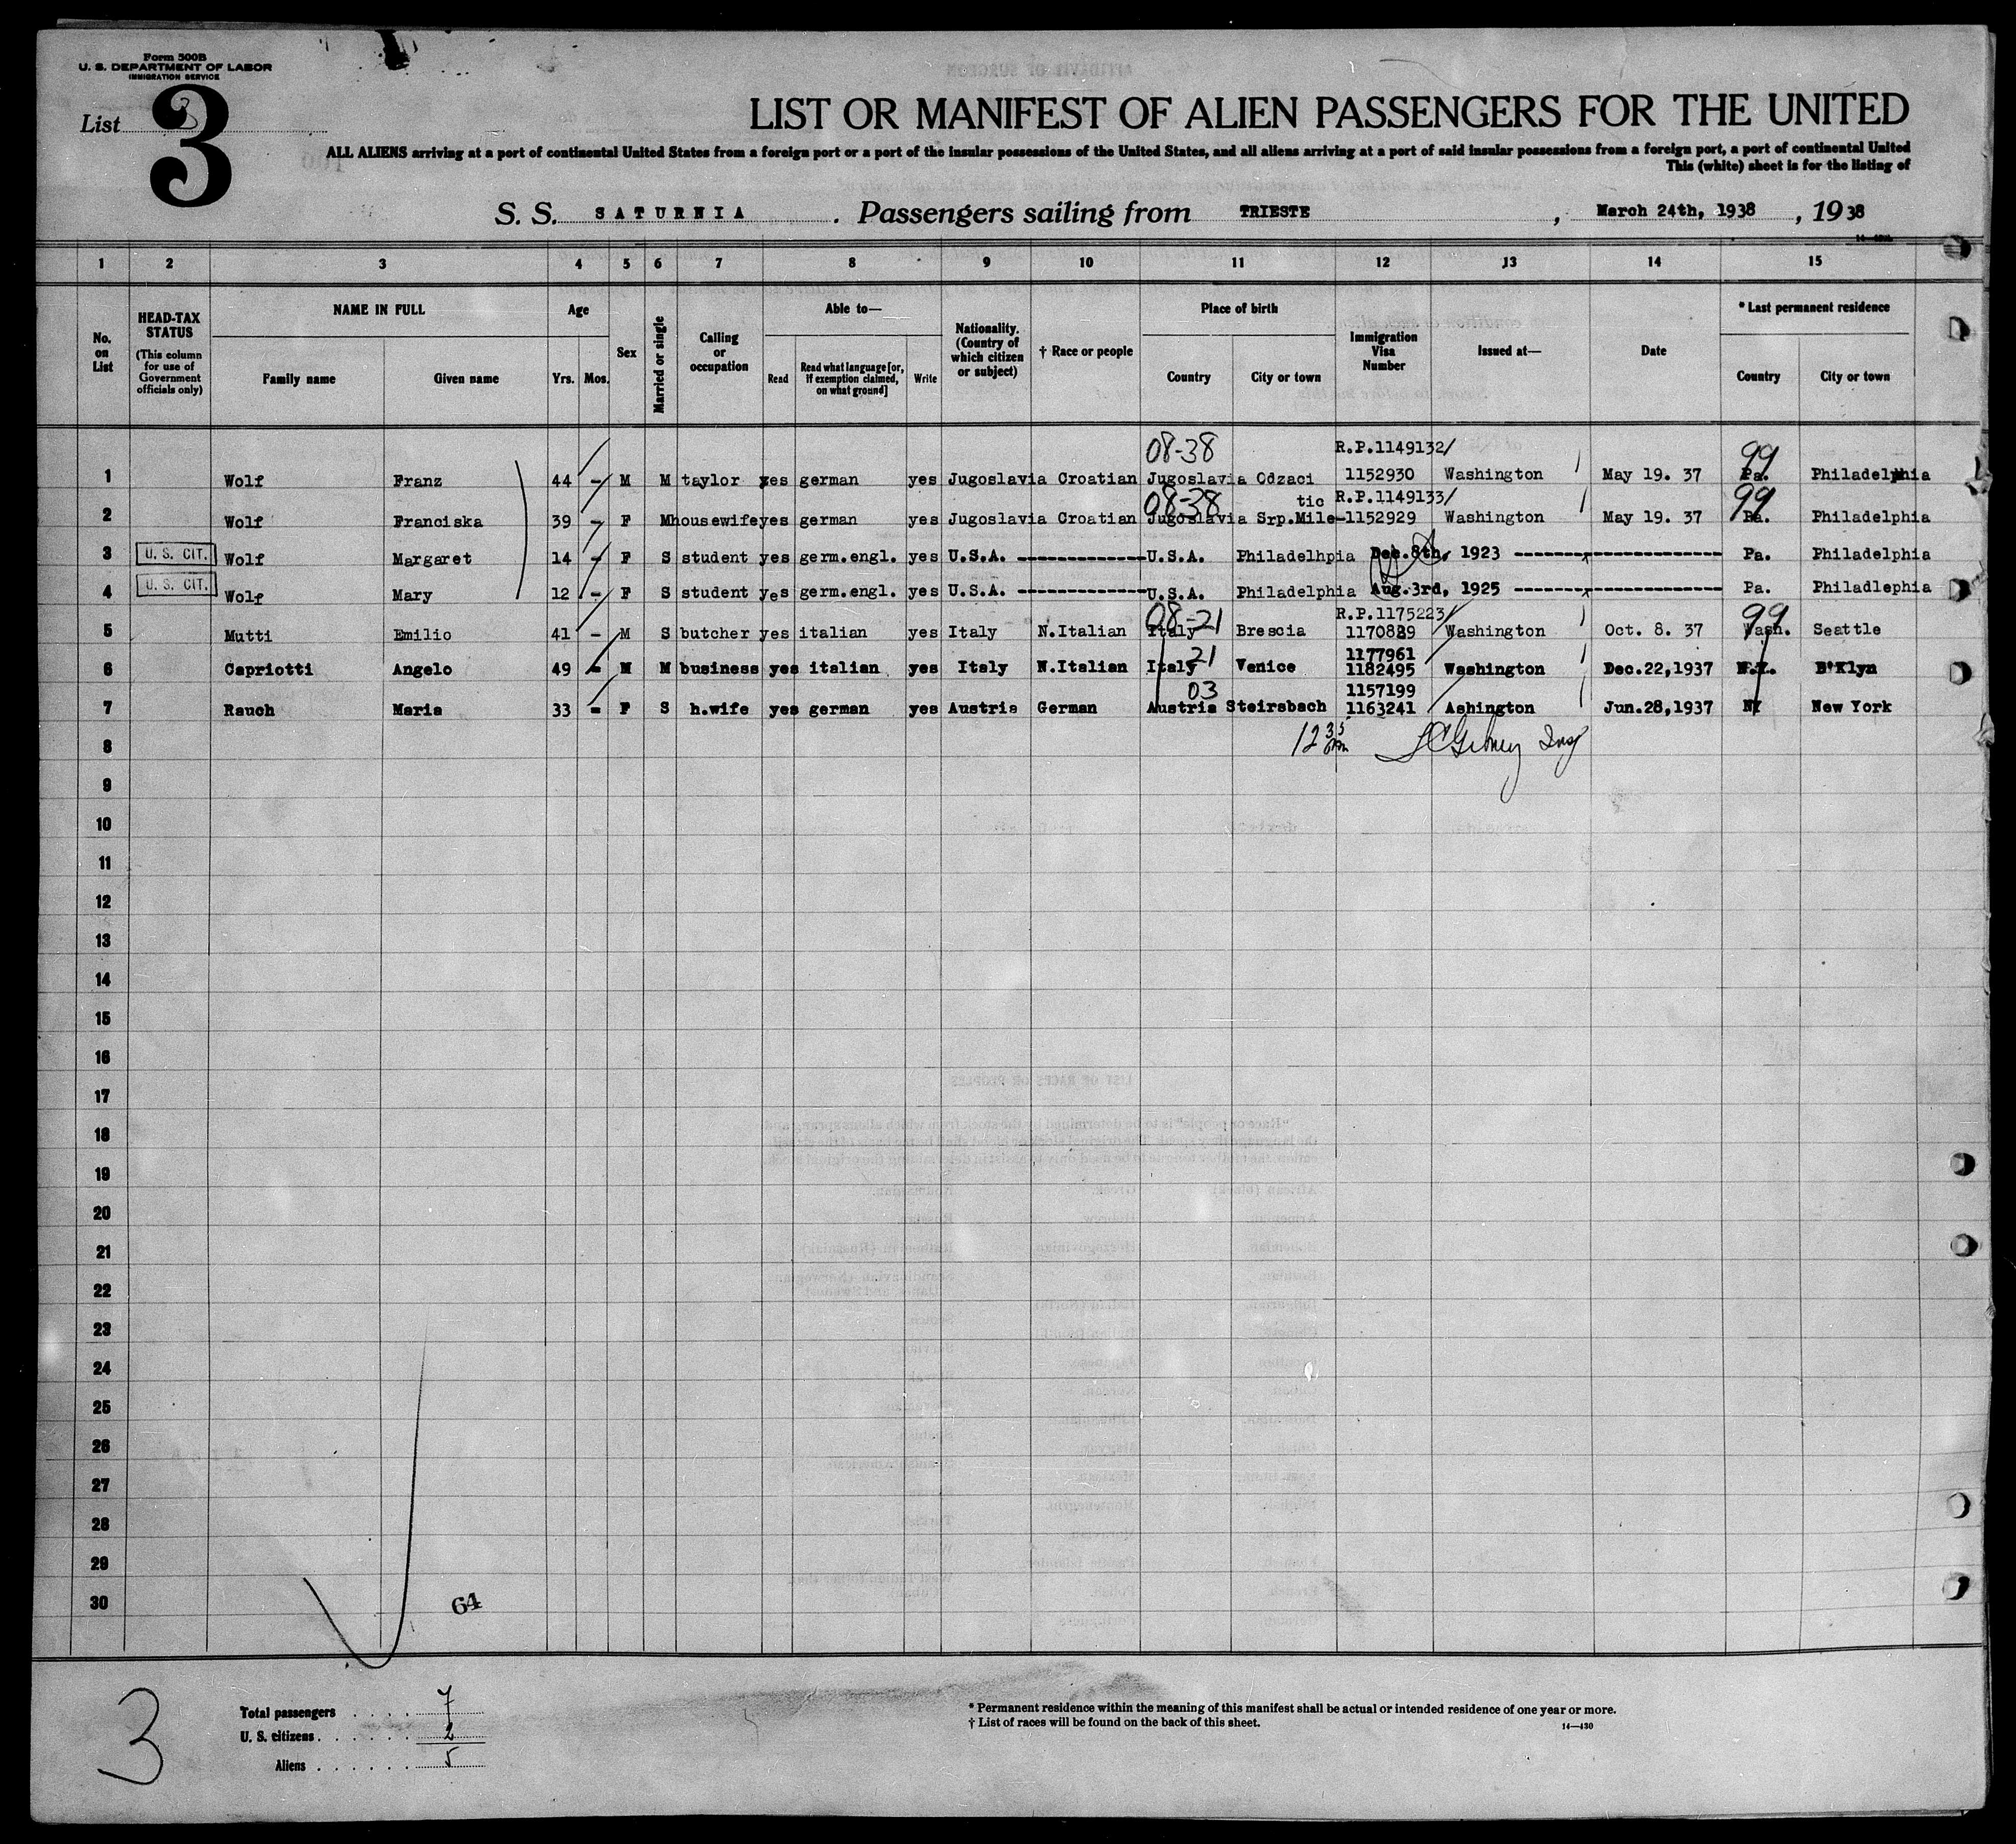 Form 500B
U. S. DEPARTMENT OF LABOR
IMMIGRATION SERVICE
List 3
3
LIST OR MANIFEST OF ALIEN PASSENGERS FOR THE UNITED
ALL ALIENS arriving at a port of continental United States from a foreign port or a port of the insular possessions of the United States, and all aliens arriving at a port of said insular possessions from a foreign port, a port of continental United
This (white) sheet is for the listing of
S. S. SATURNIA . Passengers sailing from TRIESTE , March 24th, 1938 , 1938
1 2 3 4 5 6 7 8 9 10 11 12 13 14 15
No. on List HEAD-TAX STATUS (This column for use of Government officials only) NAME IN FULL Family name Given name Age Yrs. Mos. Sex Married or single Calling or occupation Able to— Read Read what language [or, if exemption claimed, on what ground] Write Nationality. (Country of which citizen or subject) † Race or people Place of birth Country City or town Immigration Visa Number Issued at— Date * Last permanent residence Country City or town
08-38 R.P.1149132/ 99
1 Wolf Franz 44 - M M taylor yes german yes Jugoslavia Croatian Jugoslavia Odzaci 1152930 Washington May 19. 37 Pa. Philadelphia
08-38 tic R.P.1149133/ 99
2 Wolf Franciska 39 - F M housewife yes german yes Jugoslavia Croatian Jugoslavia Srp.Mile- 1152929 Washington May 19. 37 Pa. Philadelphia
3 U. S. CIT. Wolf Margaret 14 - F S student yes germ.engl. yes U.S.A. ------------ U.S.A. Philadelhpia Dec.8th, 1923 -------------------- Pa. Philadelphia
4 U. S. CIT. Wolf Mary 12 - F S student yes germ.engl. yes U.S.A. ------------ U.S.A. Philadelphia Aug.3rd, 1925 -------------------- Pa. Philadlephia
08-21 R.P.1175223/ 99
5 Mutti Emilio 41 - M S butcher yes italian yes Italy N.Italian Italy Brescia 1170889 Washington Oct. 8. 37 Wash. Seattle
21 1177961
6 Capriotti Angelo 49 - M M business yes italian yes Italy N.Italian Italy Venice 1182495 Washington Dec.22,1937 N.Y. B'Klyn
03 1157199
7 Rauch Maria 33 - F S h.wife yes german yes Austria German Austria Steirsbach 1163241 Ashington Jun.28,1937 NY New York
8 12 35 pm
9
10
11
12
13
14
15
16
17
18
19
20
21
22
23
24
25
26
27
28
29
30
64
3
Total passengers . . . . 7
U. S. citizens . . . . . . 2
Aliens . . . . . . 5
* Permanent residence within the meaning of this manifest shall be actual or intended residence of one year or more.
† List of races will be found on the back of this sheet.
14—430